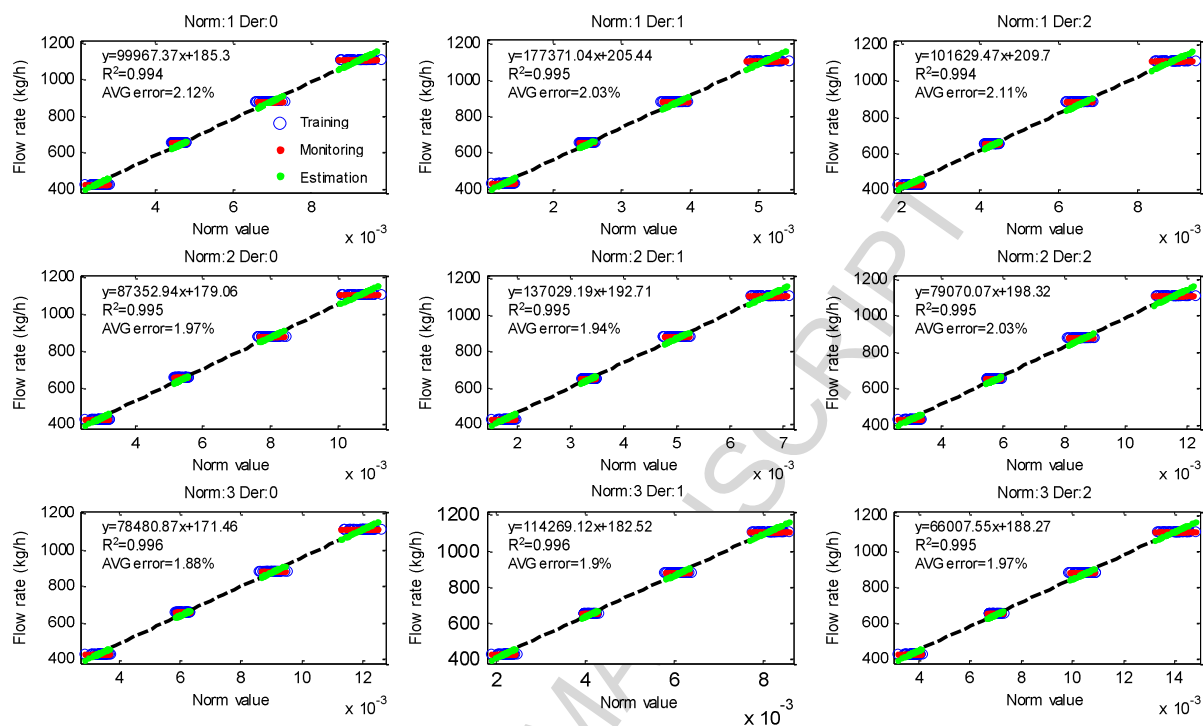 Norm:1 Der:0
Norm:1 Der:1
Norm:1 Der:2
1200
1000
800
600
400
Flow rate (kg/h)
y=99967.37x+185.3
R²=0.994
AVG error=2.12%
Training
Monitoring
Estimation
4 6 8
Norm value
x 10⁻³
1200
1000
800
600
400
Flow rate (kg/h)
y=177371.04x+205.44
R²=0.995
AVG error=2.03%
2 3 4 5
Norm value
x 10⁻³
1200
1000
800
600
400
Flow rate (kg/h)
y=101629.47x+209.7
R²=0.994
AVG error=2.11%
2 4 6 8
Norm value
x 10⁻³
Norm:2 Der:0
Norm:2 Der:1
Norm:2 Der:2
1200
1000
800
600
400
Flow rate (kg/h)
y=87352.94x+179.06
R²=0.995
AVG error=1.97%
4 6 8 10
Norm value
x 10⁻³
1200
1000
800
600
400
Flow rate (kg/h)
y=137029.19x+192.71
R²=0.995
AVG error=1.94%
2 3 4 5 6 7
Norm value
x 10⁻³
1200
1000
800
600
400
Flow rate (kg/h)
y=79070.07x+198.32
R²=0.995
AVG error=2.03%
4 6 8 10 12
Norm value
x 10⁻³
Norm:3 Der:0
Norm:3 Der:1
Norm:3 Der:2
1200
1000
800
600
400
Flow rate (kg/h)
y=78480.87x+171.46
R²=0.996
AVG error=1.88%
4 6 8 10 12
Norm value
x 10⁻³
1200
1000
800
600
400
Flow rate (kg/h)
y=114269.12x+182.52
R²=0.996
AVG error=1.9%
2 4 6 8
Norm value
x 10⁻³
1200
1000
800
600
400
Flow rate (kg/h)
y=66007.55x+188.27
R²=0.995
AVG error=1.97%
4 6 8 10 12 14
Norm value
x 10⁻³
MANUSCRIPT